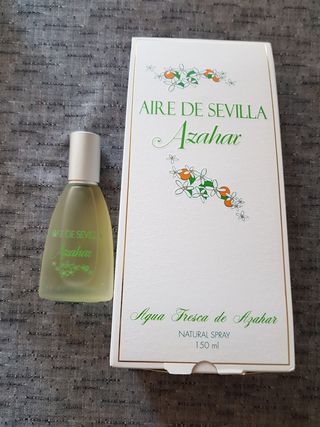 AIRE DE SEVILLA
Azahar
AIRE DE SEVILLA
Azahar
Agua Fresca de Azahar
NATURAL SPRAY
150 ml